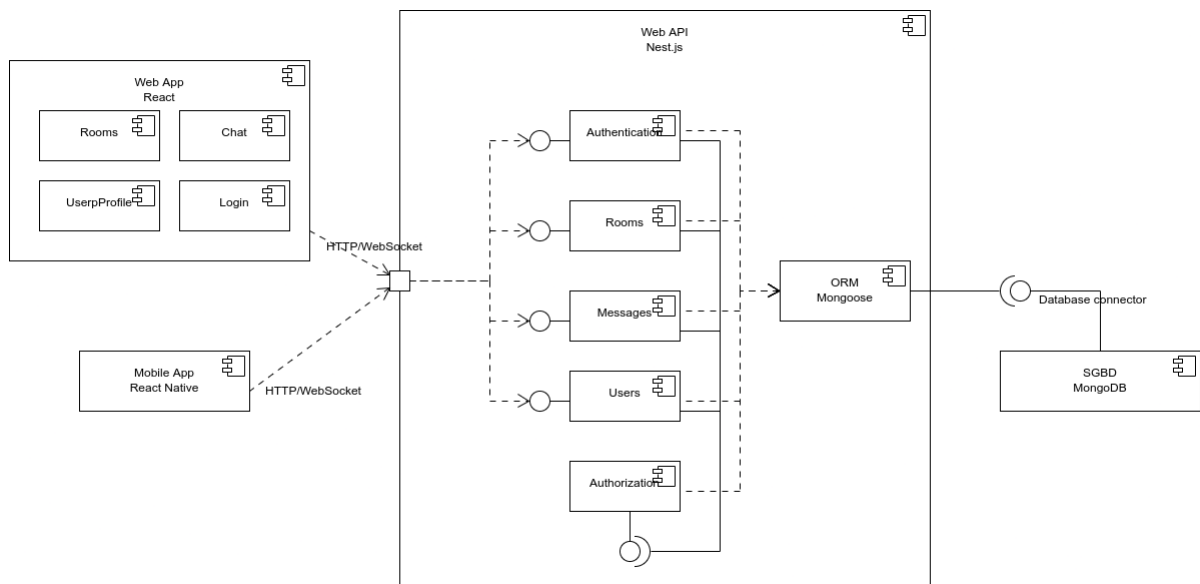 Web API
Nest.js
Web App
React
Rooms
Chat
UserpProfile
Login
HTTP/WebSocket
Mobile App
React Native
HTTP/WebSocket
Authentication
Rooms
Messages
Users
Authorization
ORM
Mongoose
Database connector
SGBD
MongoDB